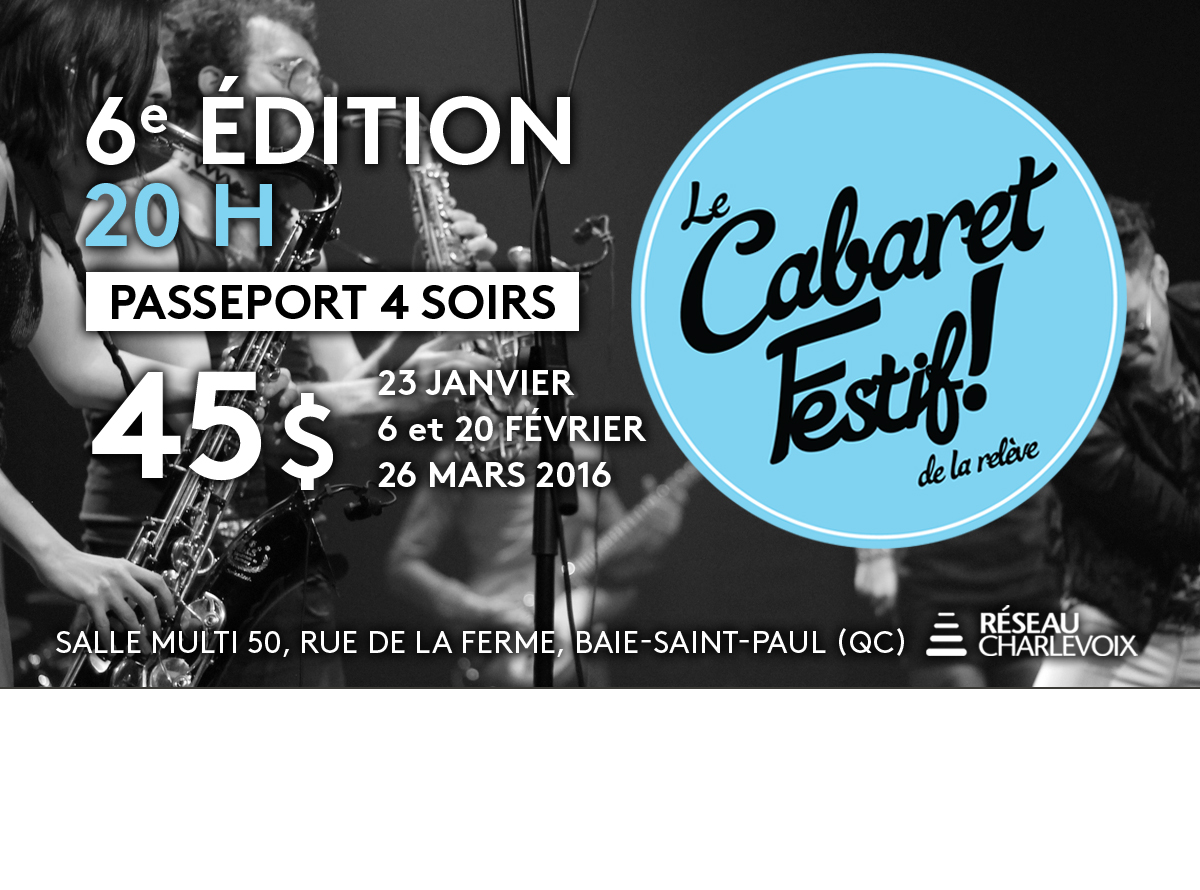 6e ÉDITION
20 H
PASSEPORT 4 SOIRS
45$
23 JANVIER
6 et 20 FÉVRIER
26 MARS 2016
Le
Cabaret
Festif!
de la relève
SALLE MULTI 50, RUE DE LA FERME, BAIE-SAINT-PAUL (QC)
RÉSEAU
CHARLEVOIX